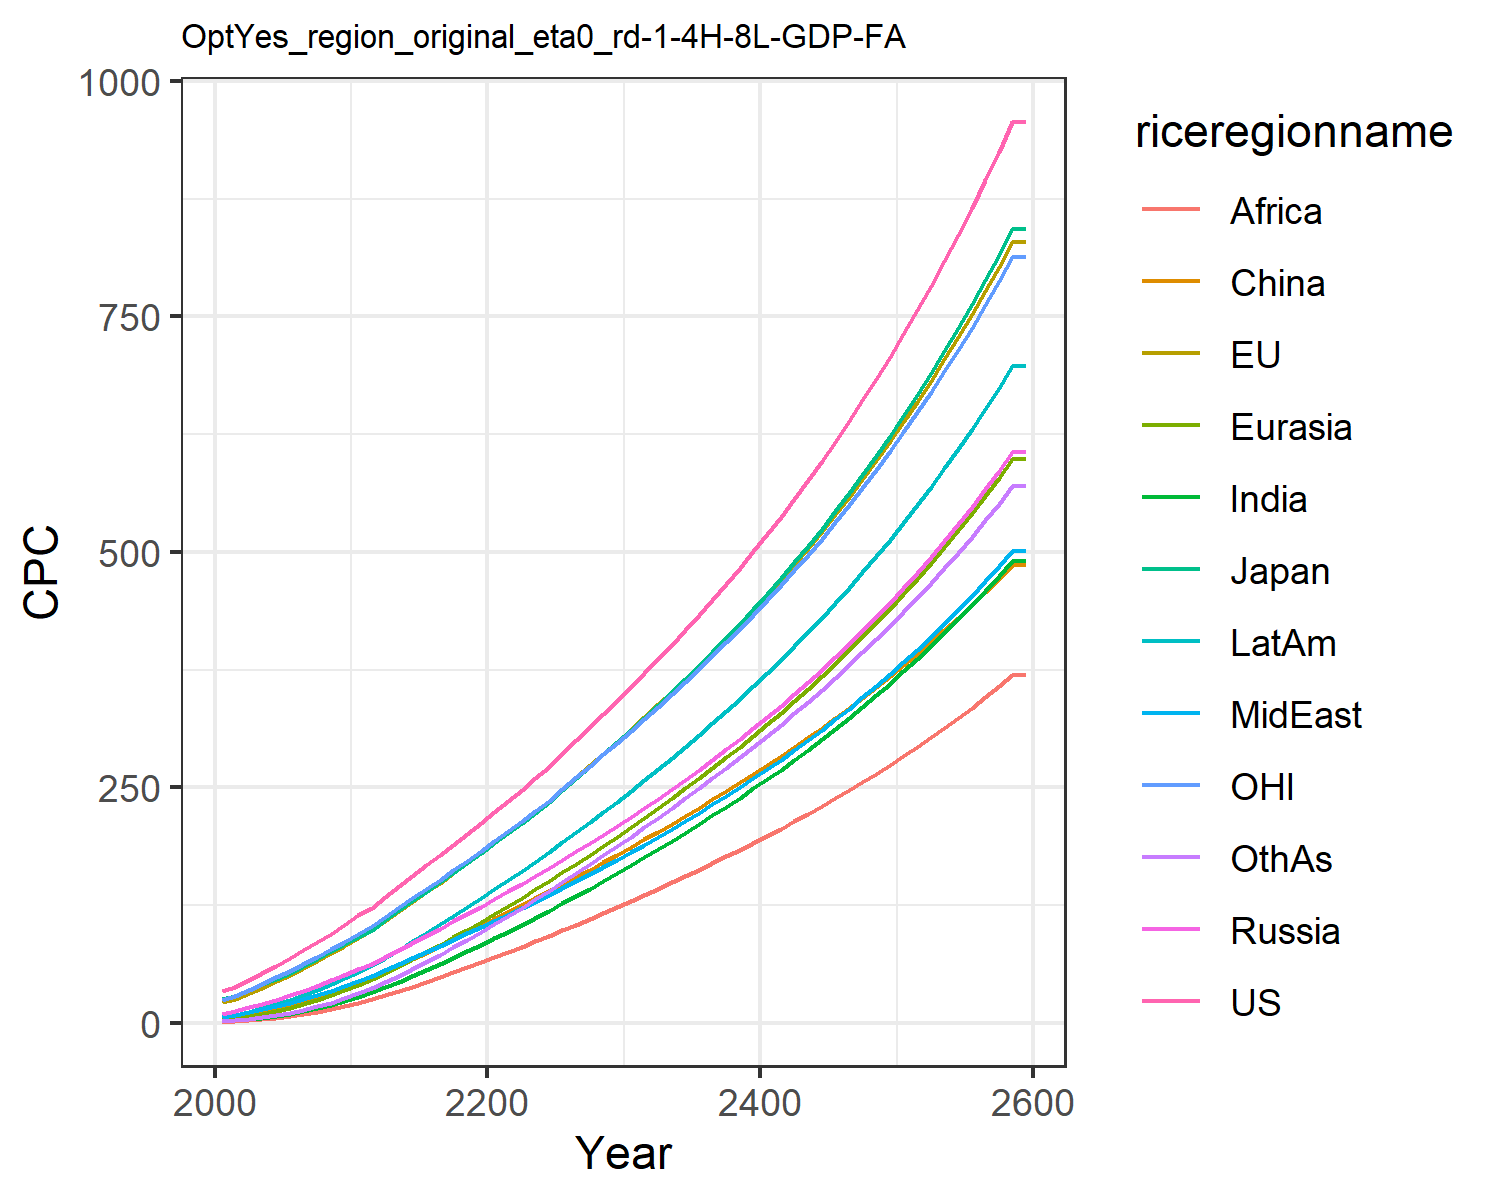 OptYes_region_original_eta0_rd-1-4H-8L-GDP-FA
1000
750
500
250
0
CPC
2000 2200 2400 2600
Year
riceregionname
Africa
China
EU
Eurasia
India
Japan
LatAm
MidEast
OHI
OthAs
Russia
US